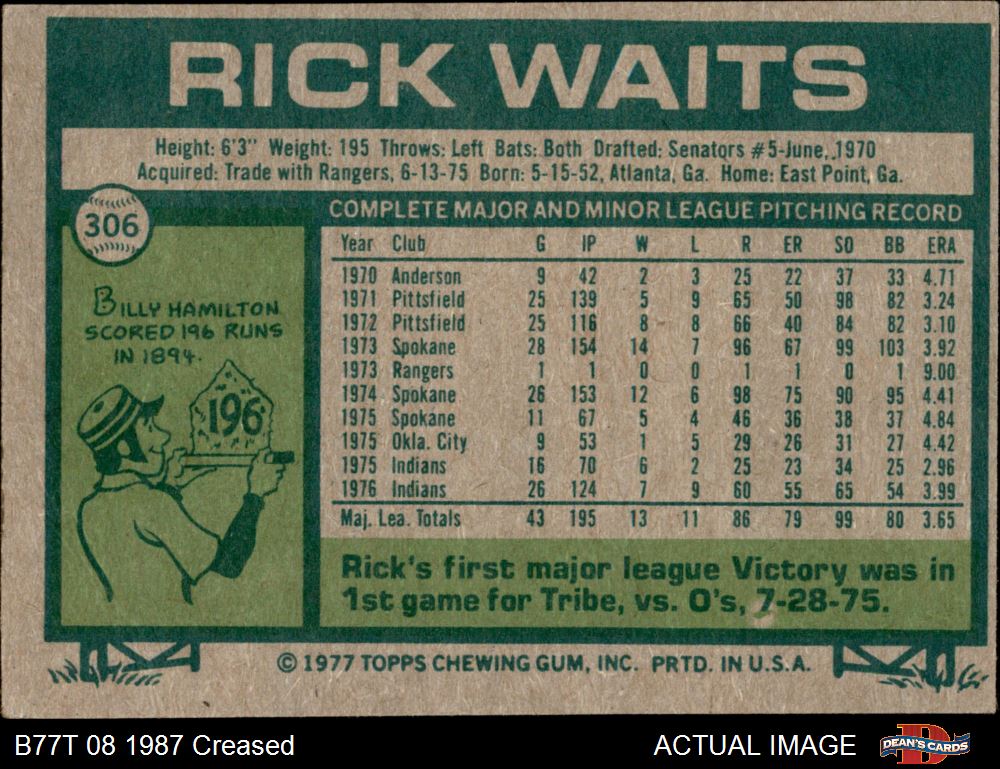 RICK WAITS
Height: 6'3" Weight: 195 Throws: Left Bats: Both Drafted: Senators #5-June, 1970
Acquired: Trade with Rangers, 6-13-75 Born: 5-15-52, Atlanta, Ga. Home: East Point, Ga.
306
BILLY HAMILTON
SCORED 196 RUNS
IN 1894.
196
COMPLETE MAJOR AND MINOR LEAGUE PITCHING RECORD
Year Club G IP W L R ER SO BB ERA
1970 Anderson 9 42 2 3 25 22 37 33 4.71
1971 Pittsfield 25 139 5 9 65 50 98 82 3.24
1972 Pittsfield 25 116 8 8 66 40 84 82 3.10
1973 Spokane 28 154 14 7 96 67 99 103 3.92
1973 Rangers 1 1 0 0 1 1 0 1 9.00
1974 Spokane 26 153 12 6 98 75 90 95 4.41
1975 Spokane 11 67 5 4 46 36 38 37 4.84
1975 Okla. City 9 53 1 5 29 26 31 27 4.42
1975 Indians 16 70 6 2 25 23 34 25 2.96
1976 Indians 26 124 7 9 60 55 65 54 3.99
Maj. Lea. Totals 43 195 13 11 86 79 99 80 3.65
Rick's first major league Victory was in
1st game for Tribe, vs. O's, 7-28-75.
© 1977 TOPPS CHEWING GUM, INC. PRTD. IN U.S.A.
B77T 08 1987 Creased
ACTUAL IMAGE
D
DEAN'S CARDS